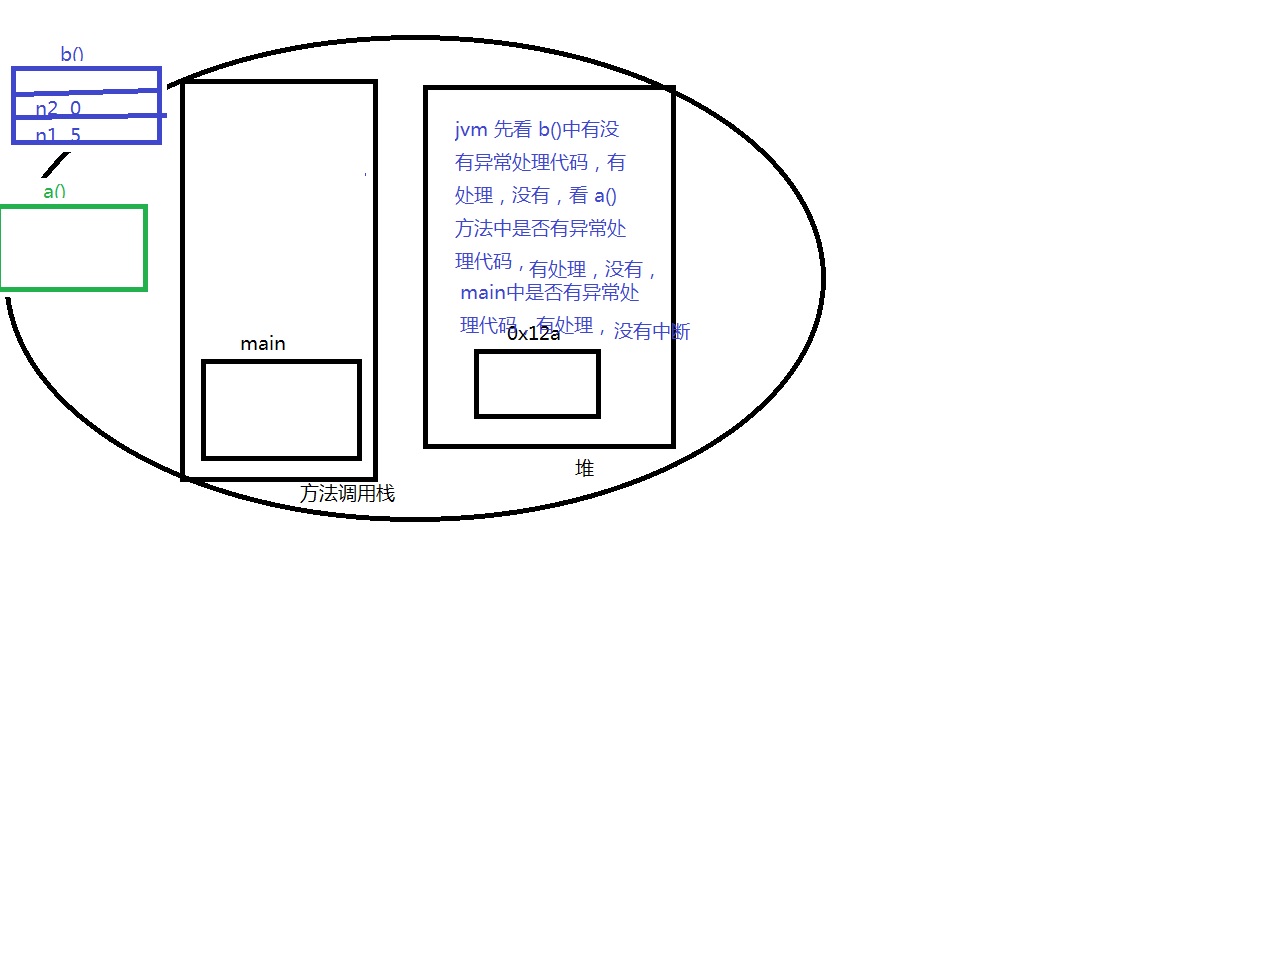 b()
n2 0
n1 5
a()
main
方法调用栈
jvm 先看 b()中有没
有异常处理代码，有
处理，没有，看 a()
方法中是否有异常处
理代码，有处理，没有，
main中是否有异常处
理代码，有处理，没有中断
0x12a
堆